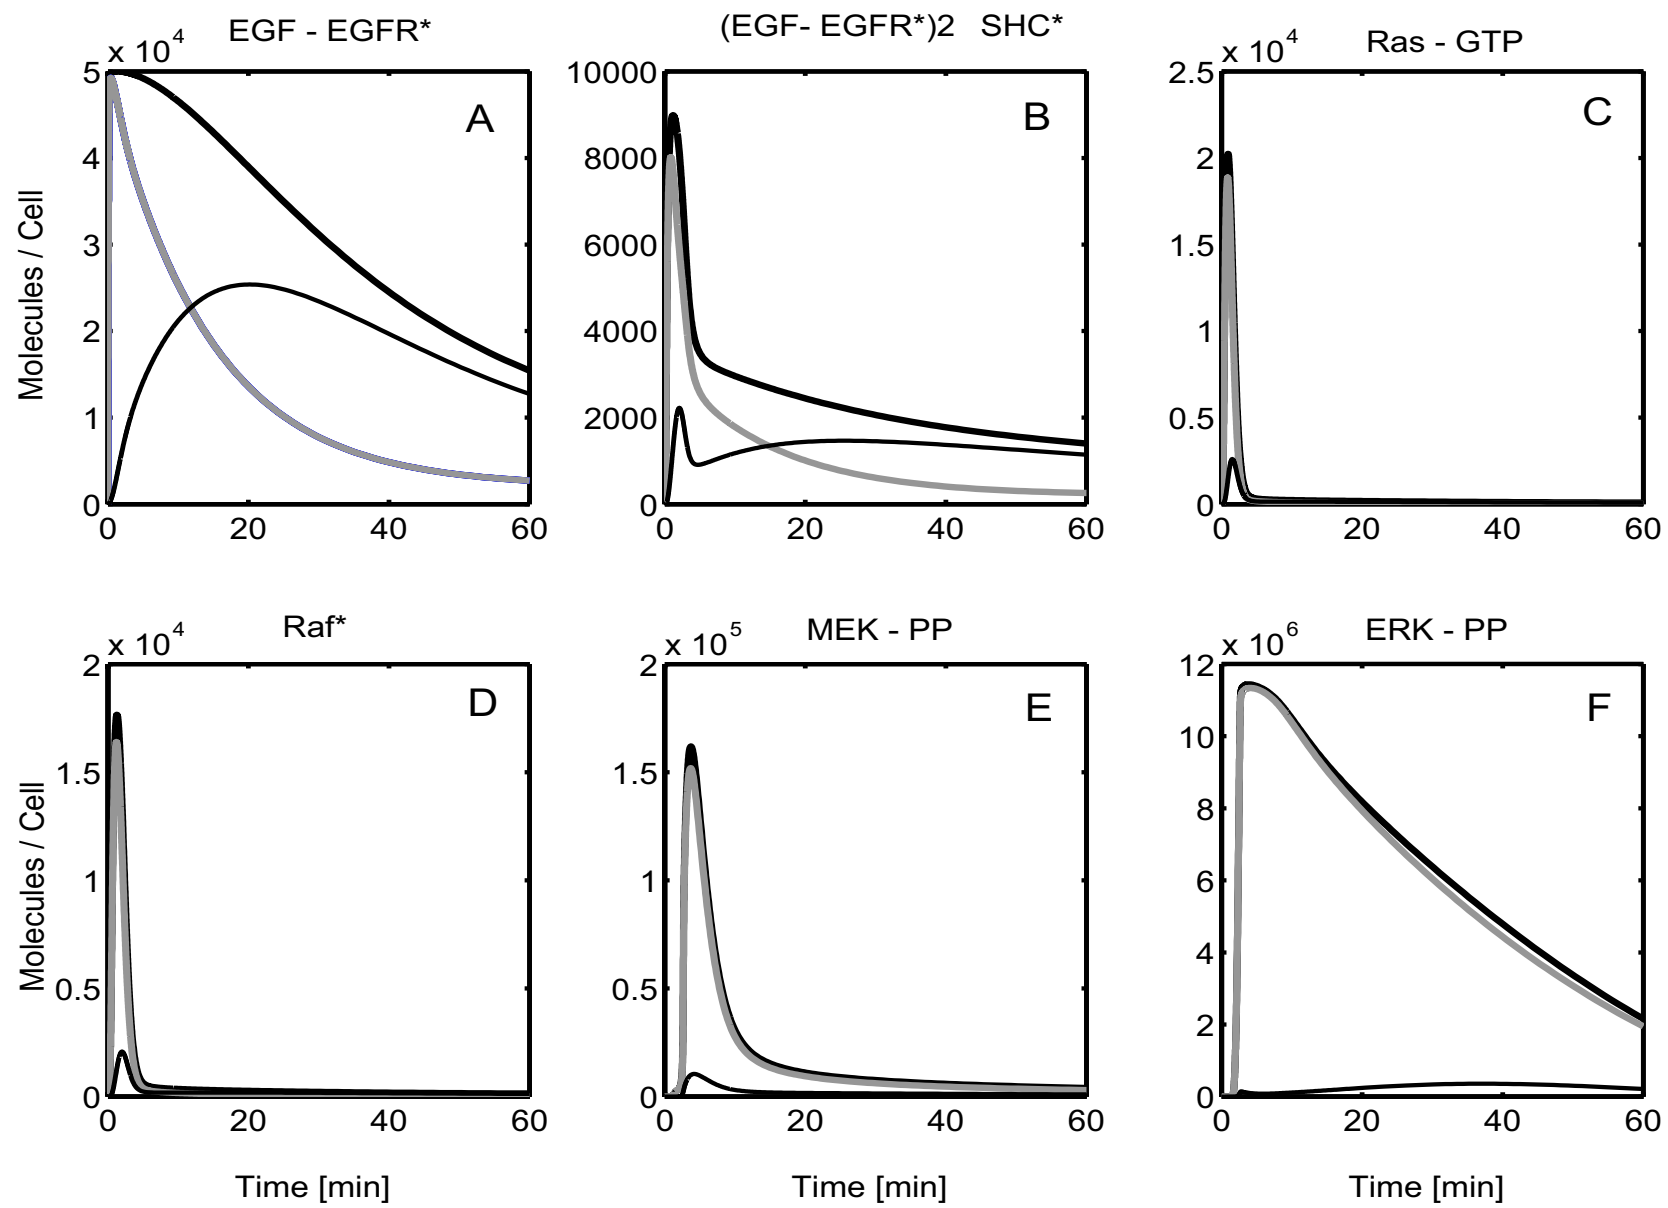 EGF - EGFR*
(EGF- EGFR*)2 SHC*
Ras - GTP
x 10^4
x 10^4
A
B
C
5
4
3
2
1
0
10000
8000
6000
4000
2000
0
2.5
2
1.5
1
0.5
0
Molecules / Cell
0 20 40 60
0 20 40 60
0 20 40 60
Raf*
MEK - PP
ERK - PP
x 10^4
x 10^5
x 10^6
D
E
F
2
1.5
1
0.5
0
2
1.5
1
0.5
0
12
10
8
6
4
2
0
Molecules / Cell
0 20 40 60
0 20 40 60
0 20 40 60
Time [min]
Time [min]
Time [min]